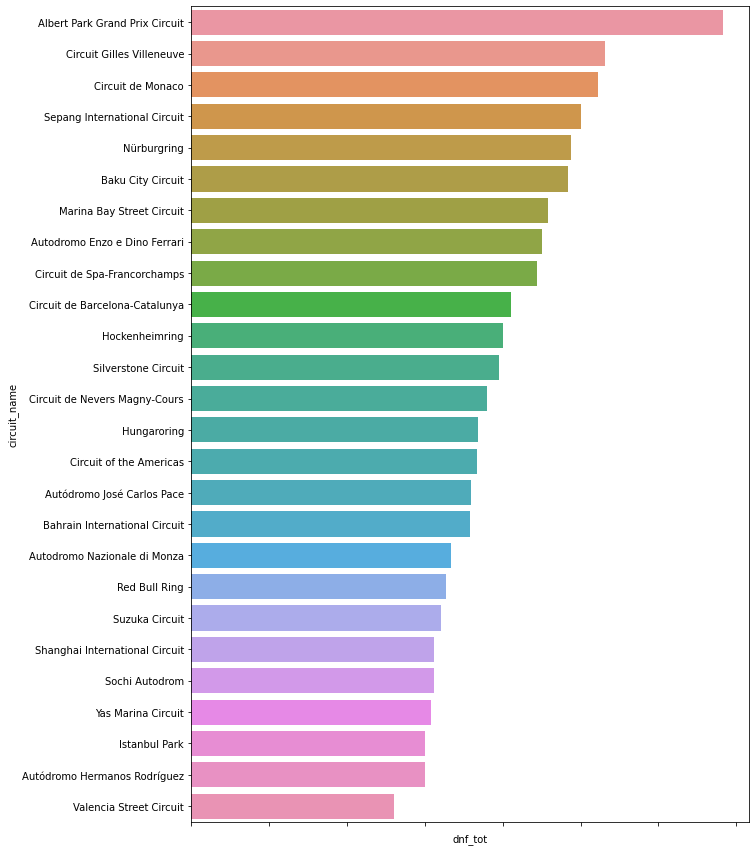 Albert Park Grand Prix Circuit
Circuit Gilles Villeneuve
Circuit de Monaco
Sepang International Circuit
Nürburgring
Baku City Circuit
Marina Bay Street Circuit
Autodromo Enzo e Dino Ferrari
Circuit de Spa-Francorchamps
Circuit de Barcelona-Catalunya
Hockenheimring
Silverstone Circuit
Circuit de Nevers Magny-Cours
Hungaroring
Circuit of the Americas
Autódromo José Carlos Pace
Bahrain International Circuit
Autodromo Nazionale di Monza
Red Bull Ring
Suzuka Circuit
Shanghai International Circuit
Sochi Autodrom
Yas Marina Circuit
Istanbul Park
Autódromo Hermanos Rodríguez
Valencia Street Circuit
circuit_name
dnf_tot